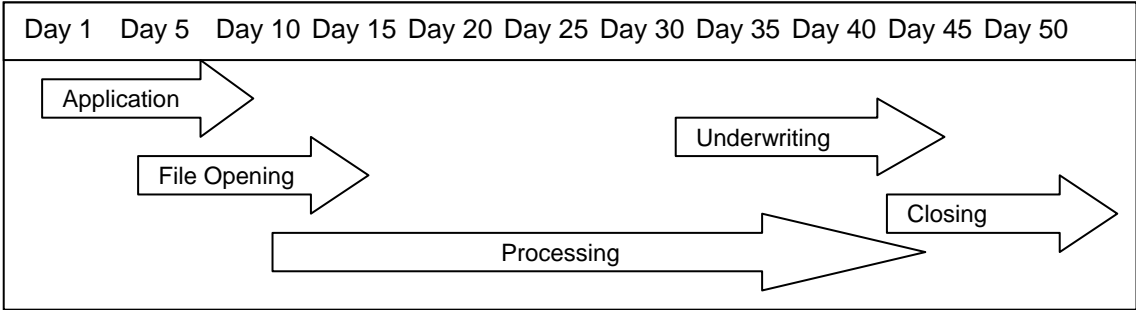 Day 1 Day 5 Day 10 Day 15 Day 20 Day 25 Day 30 Day 35 Day 40 Day 45 Day 50
Application
Underwriting
File Opening
Closing
Processing